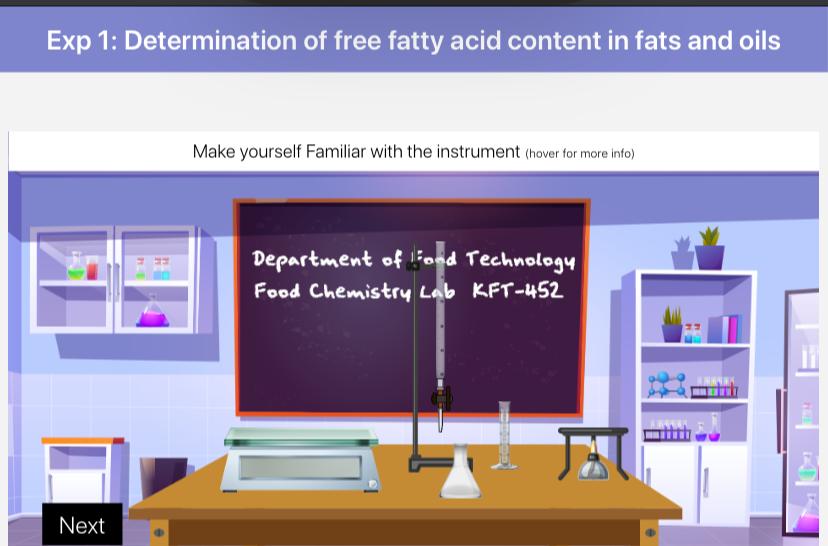 Exp 1: Determination of free fatty acid content in fats and oils
Make yourself Familiar with the instrument (hover for more info)
Department of Food Technology
Food Chemistry Lab KFT-452
Next